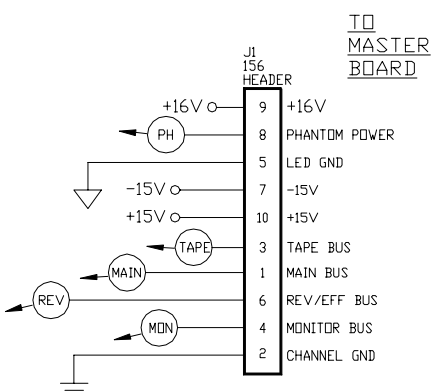 TO
MASTER
BOARD
J1
156
HEADER
+16V 9 +16V
PH 8 PHANTOM POWER
5 LED GND
-15V 7 -15V
+15V 10 +15V
TAPE 3 TAPE BUS
MAIN 1 MAIN BUS
REV 6 REV/EFF BUS
MON 4 MONITOR BUS
2 CHANNEL GND